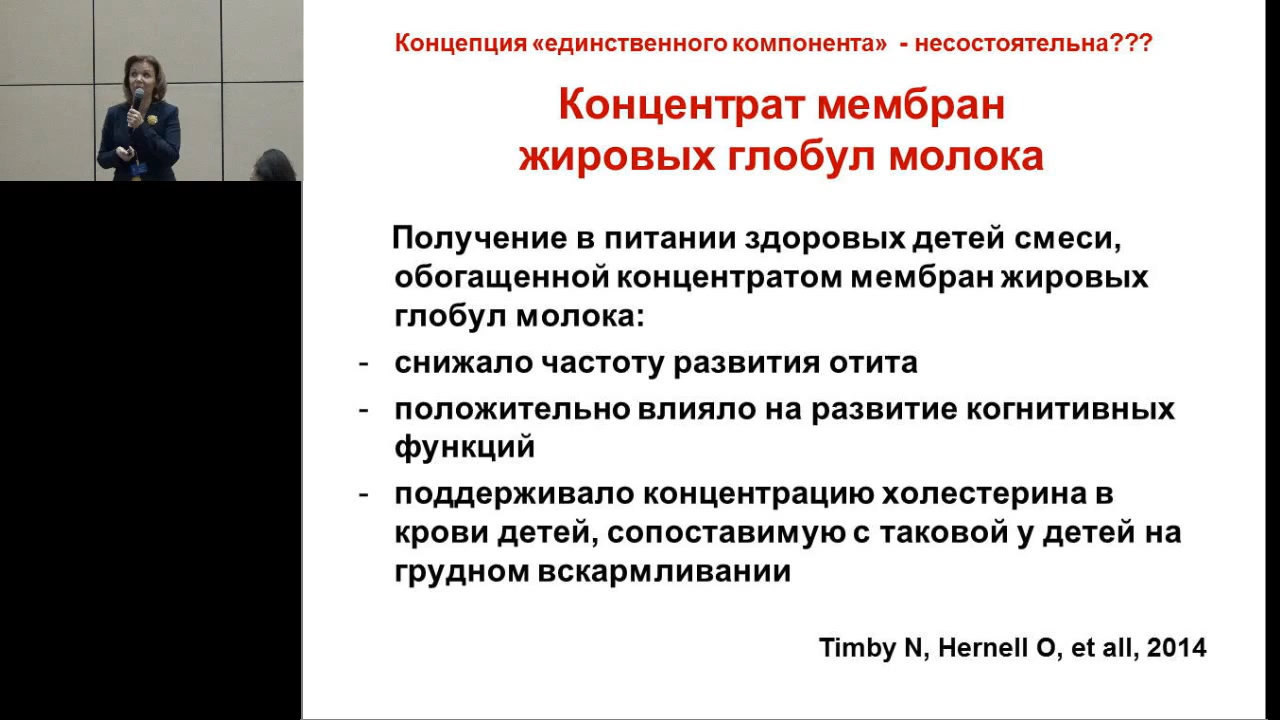 Концепция «единственного компонента» - несостоятельна???
Концентрат мембран
жировых глобул молока
Получение в питании здоровых детей смеси,
обогащенной концентратом мембран жировых
глобул молока:
- снижало частоту развития отита
- положительно влияло на развитие когнитивных
функций
- поддерживало концентрацию холестерина в
крови детей, сопоставимую с таковой у детей на
грудном вскармливании
Timby N, Hernell O, et all, 2014